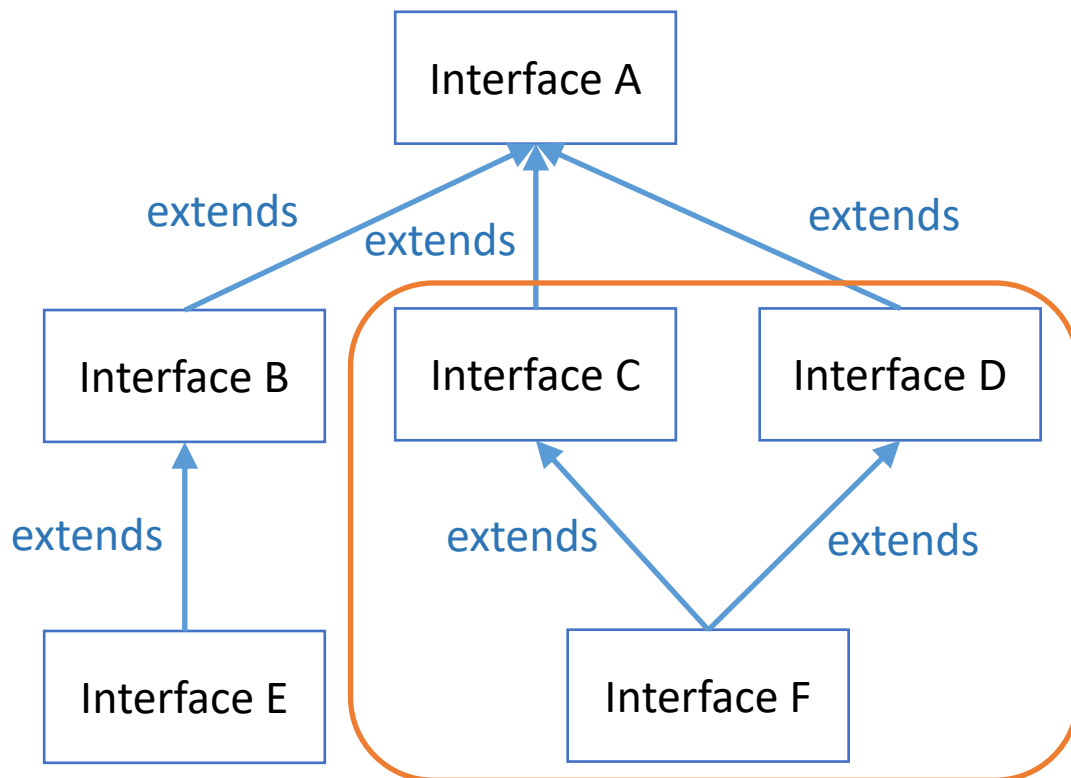 Interface A
extends
extends
extends
Interface B
Interface C
Interface D
extends
extends
extends
Interface E
Interface F